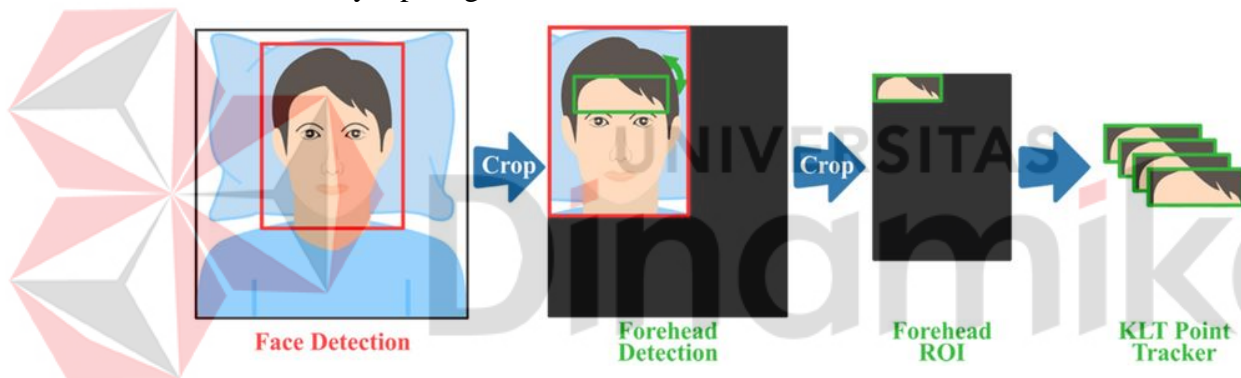 Crop
Crop
UNIVERSITAS
Dinamika
Face Detection
Forehead
Detection
Forehead
ROI
KLT Point
Tracker